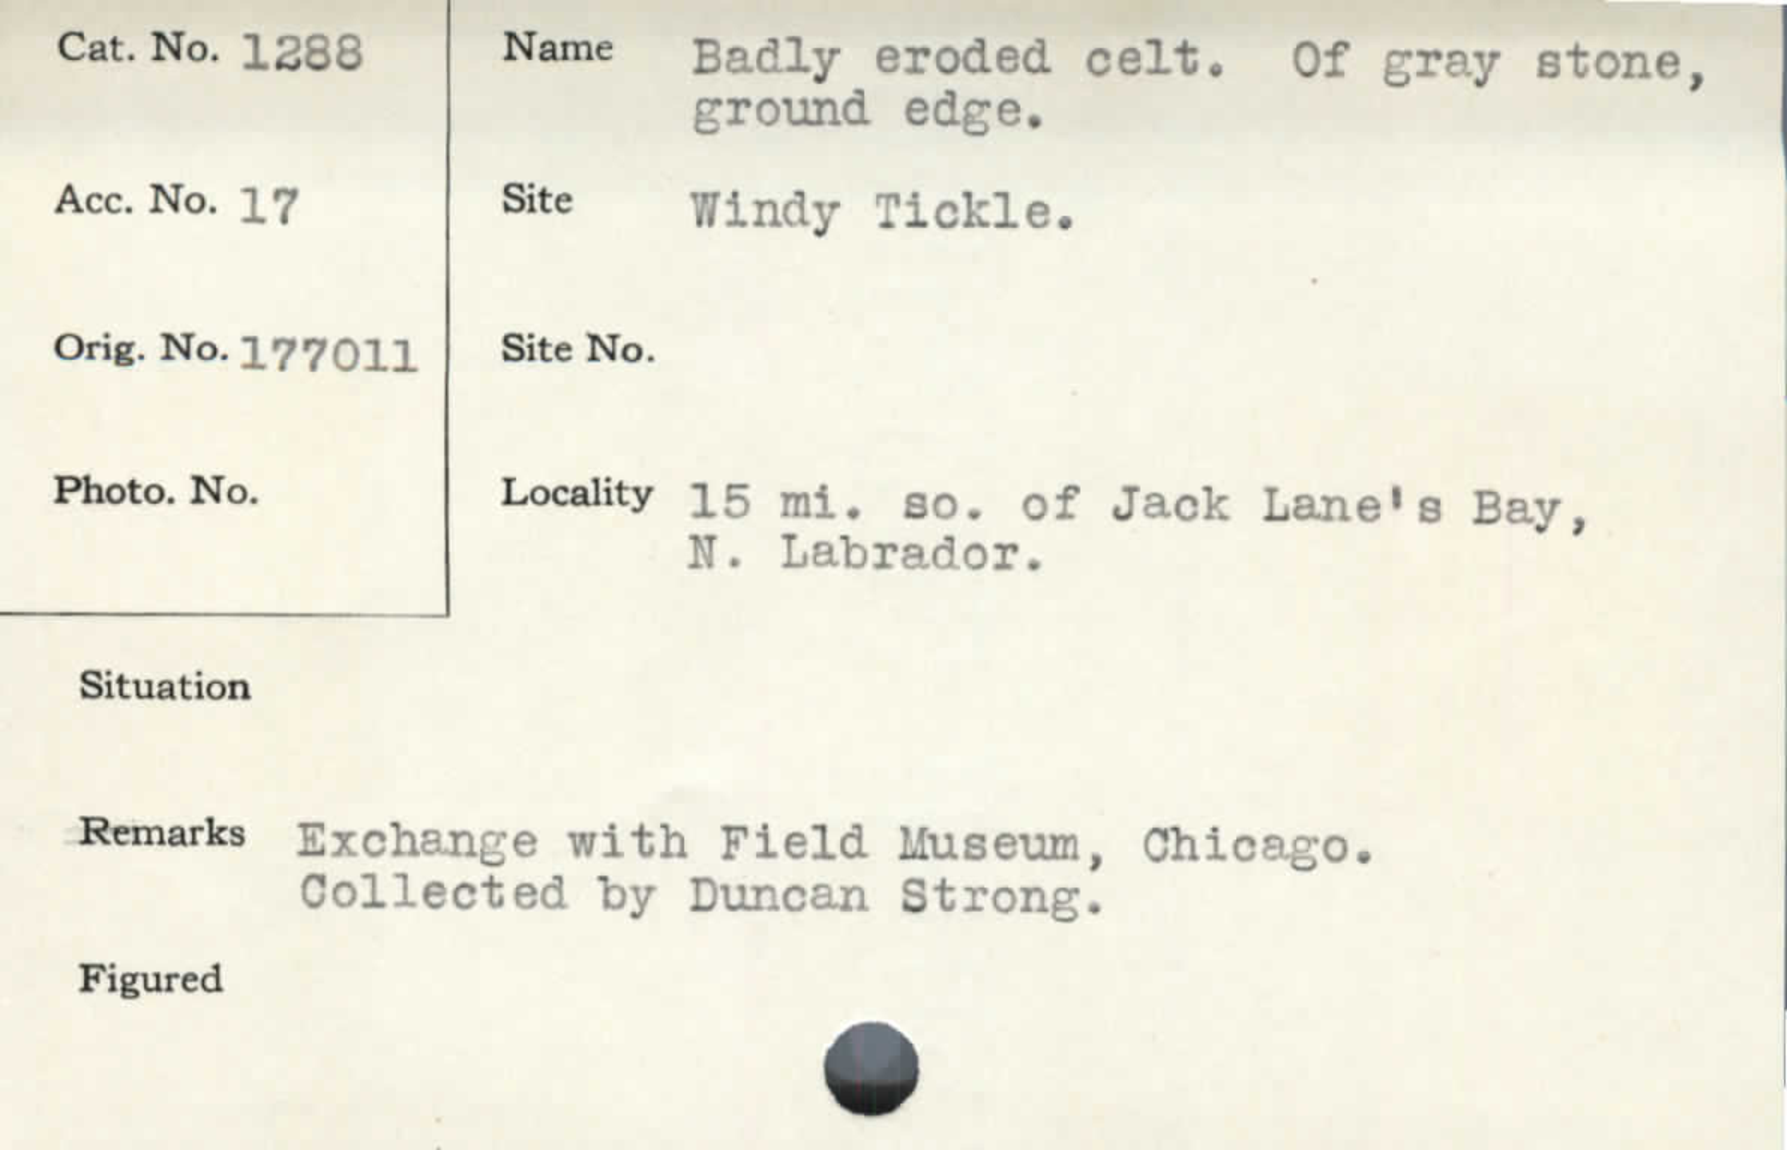 Cat. No. 1288
Name Badly eroded celt. Of gray stone,
ground edge.
Acc. No. 17
Site Windy Tickle.
Orig. No. 177011
Site No.
Photo. No.
Locality 15 mi. so. of Jack Lane's Bay,
N. Labrador.
Situation
Remarks Exchange with Field Museum, Chicago.
Collected by Duncan Strong.
Figured